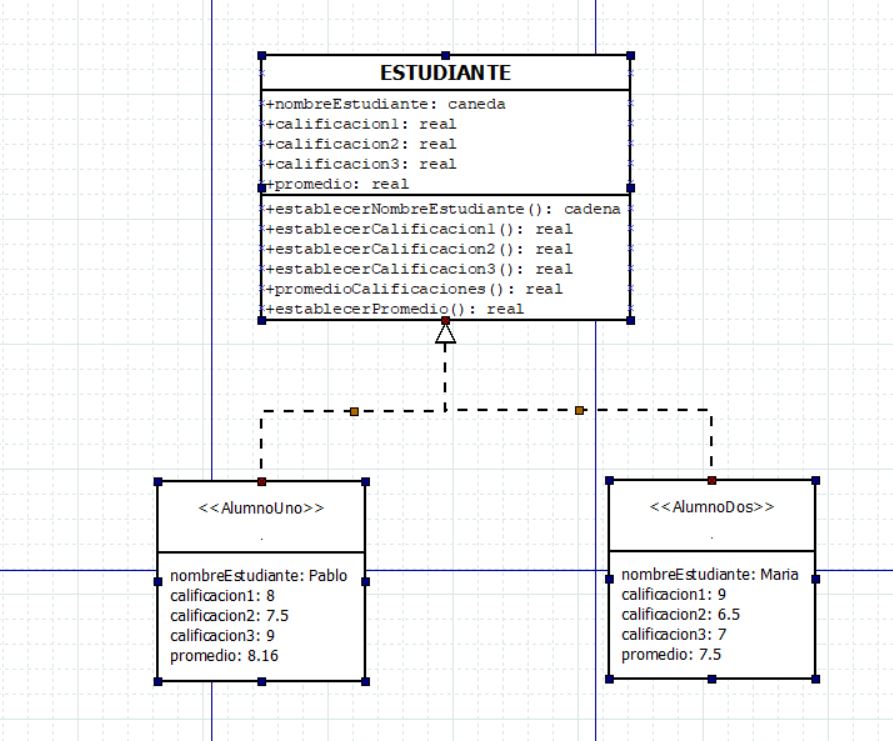 ESTUDIANTE
+nombreEstudiante: caneda
+calificacion1: real
+calificacion2: real
+calificacion3: real
+promedio: real
+establecerNombreEstudiante(): cadena
+establecerCalificacion1(): real
+establecerCalificacion2(): real
+establecerCalificacion3(): real
+promedioCalificaciones(): real
+establecerPromedio(): real
<<AlumnoUno>>
.
nombreEstudiante: Pablo
calificacion1: 8
calificacion2: 7.5
calificacion3: 9
promedio: 8.16
<<AlumnoDos>>
.
nombreEstudiante: Maria
calificacion1: 9
calificacion2: 6.5
calificacion3: 7
promedio: 7.5